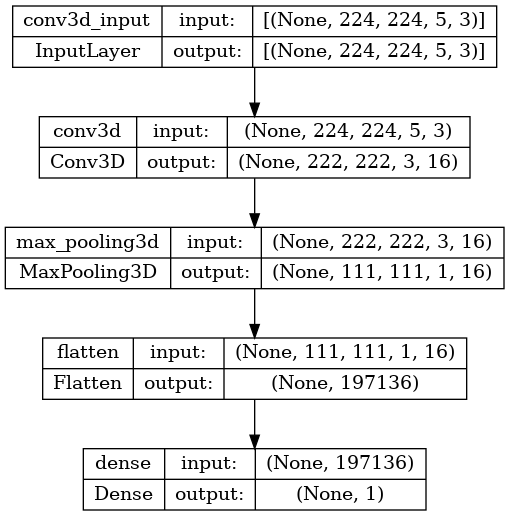 conv3d_input input: [(None, 224, 224, 5, 3)]
InputLayer output: [(None, 224, 224, 5, 3)]
conv3d input: (None, 224, 224, 5, 3)
Conv3D output: (None, 222, 222, 3, 16)
max_pooling3d input: (None, 222, 222, 3, 16)
MaxPooling3D output: (None, 111, 111, 1, 16)
flatten input: (None, 111, 111, 1, 16)
Flatten output: (None, 197136)
dense input: (None, 197136)
Dense output: (None, 1)